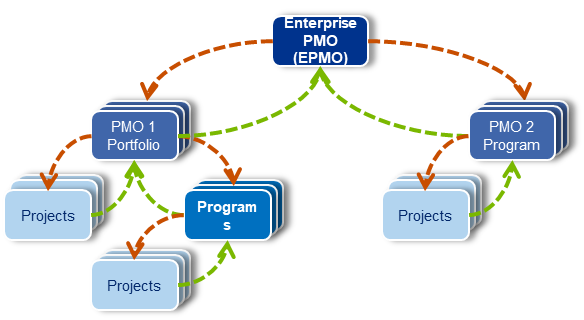 Enterprise
PMO
(EPMO)
PMO 1
Portfolio
PMO 2
Program
Projects
Program
s
Projects
Projects